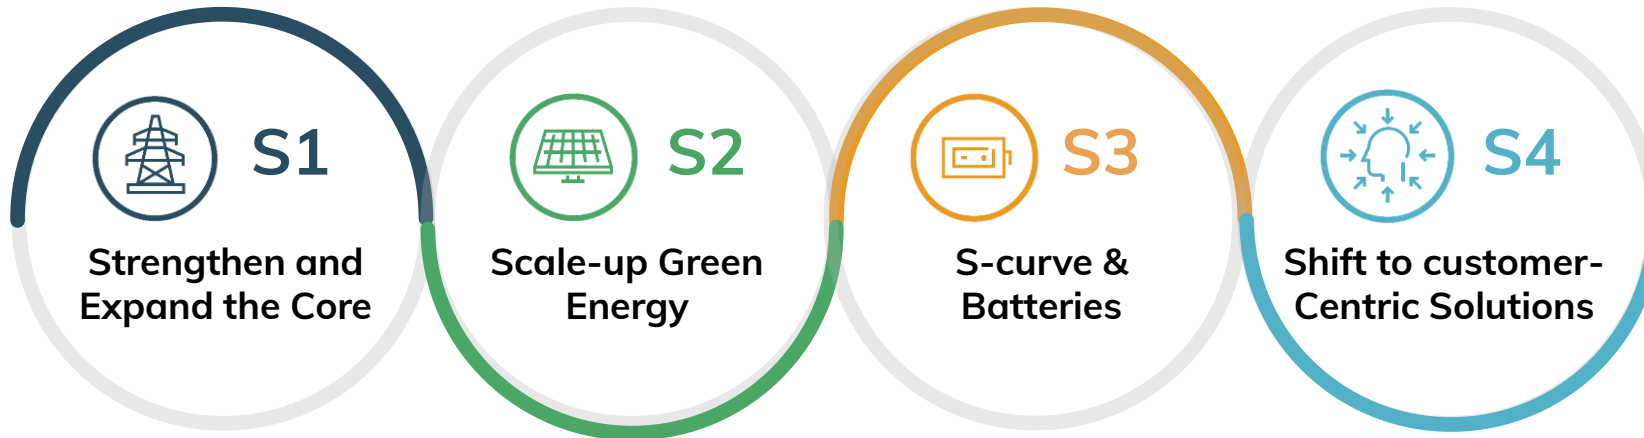 S1
Strengthen and
Expand the Core
S2
Scale-up Green
Energy
S3
S-curve &
Batteries
S4
Shift to customer-
Centric Solutions